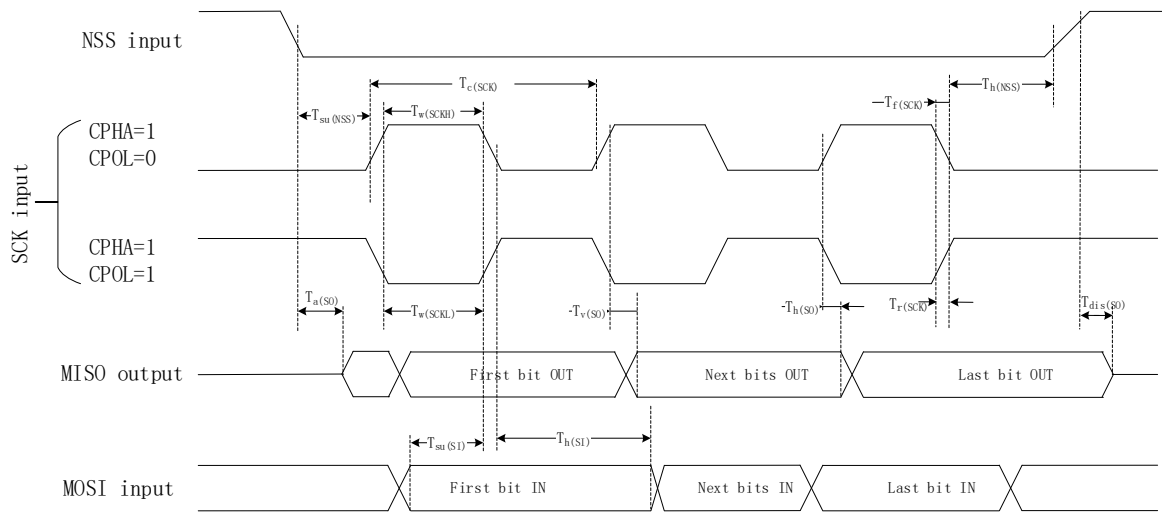 NSS input
Tc(SCK)
Th(NSS)
Tf(SCK)
Tsu(NSS)
Tw(SCKH)
SCK input
CPHA=1
CPOL=0
CPHA=1
CPOL=1
Ta(SO)
Tw(SCKL)
Tv(SO)
Th(SO)
Tr(SCK)
Tdis(SO)
MISO output
First bit OUT
Next bits OUT
Last bit OUT
Tsu(SI)
Th(SI)
MOSI input
First bit IN
Next bits IN
Last bit IN